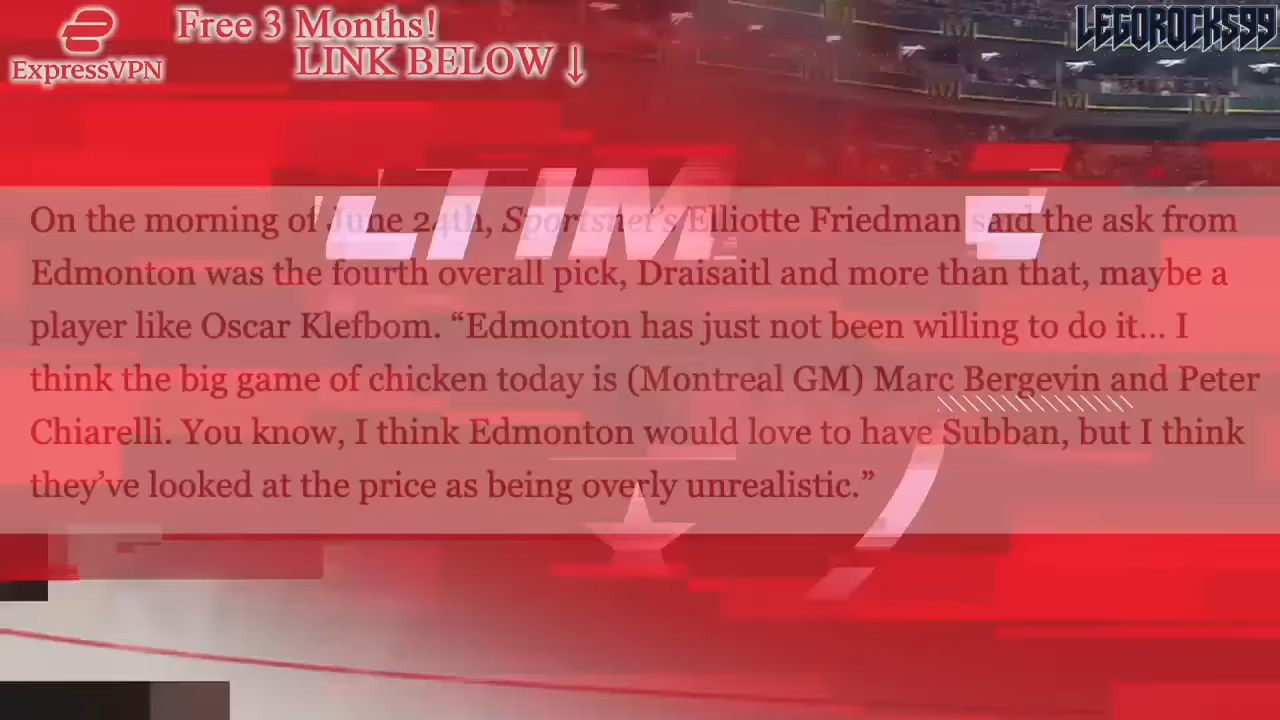 Free 3 Months!
LINK BELOW ↓
ExpressVPN
LEGOROCKS99
LTIM E
On the morning of June 24th, Sportsnet's Elliotte Friedman said the ask from
Edmonton was the fourth overall pick, Draisaitl and more than that, maybe a
player like Oscar Klefbom. “Edmonton has just not been willing to do it... I
think the big game of chicken today is (Montreal GM) Marc Bergevin and Peter
Chiarelli. You know, I think Edmonton would love to have Subban, but I think
they've looked at the price as being overly unrealistic.”